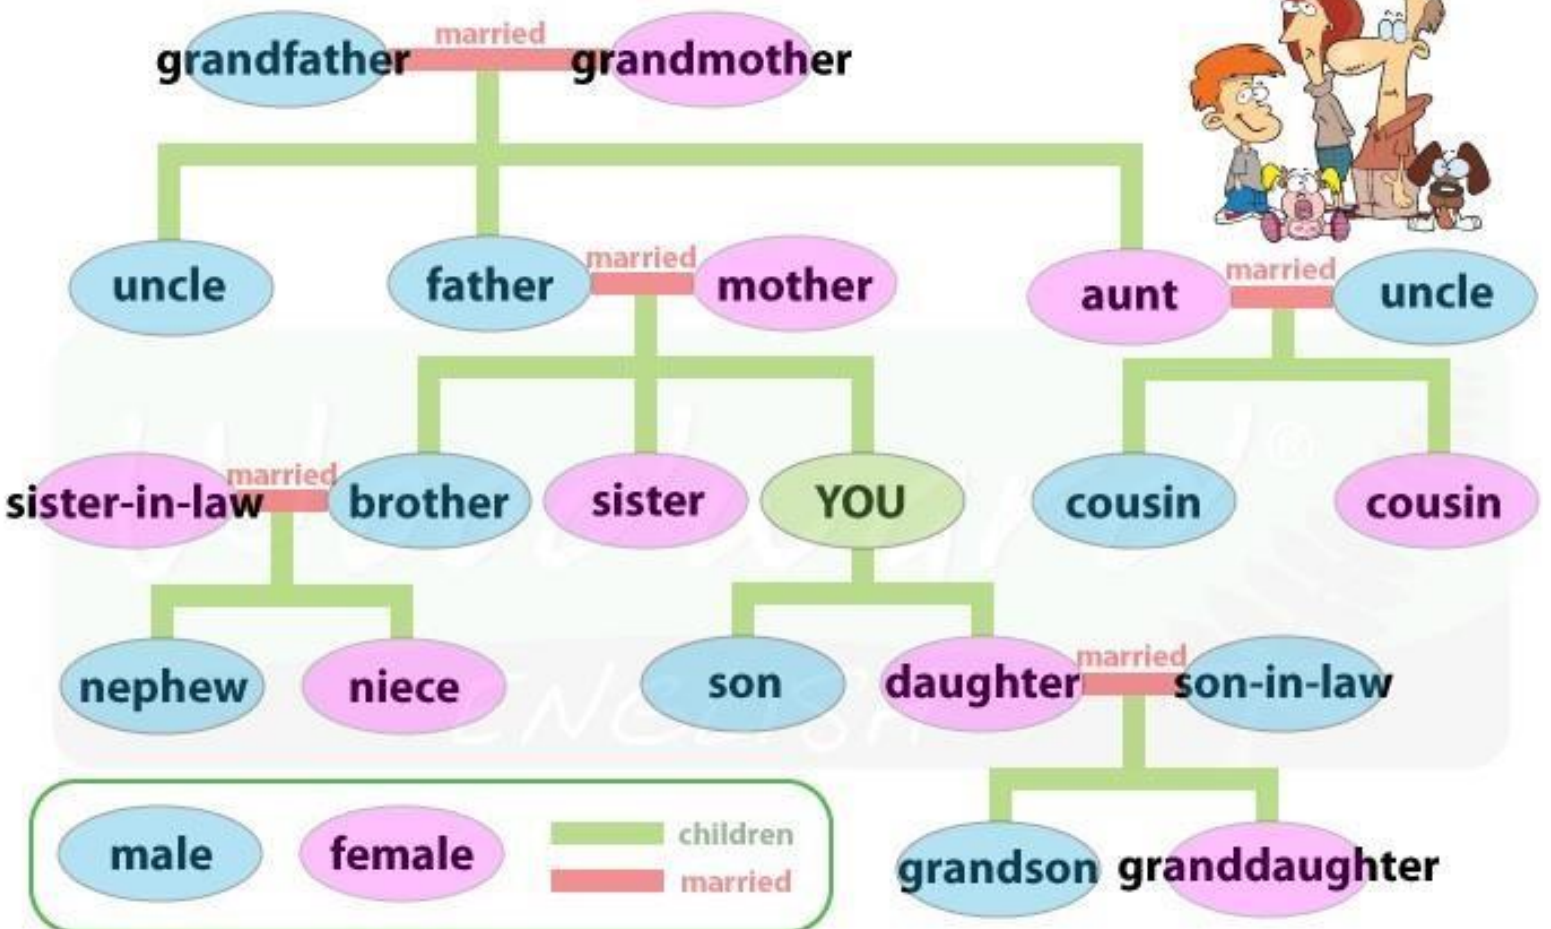 married
grandfather grandmother
married married
uncle father mother aunt uncle
married
sister-in-law brother sister YOU cousin cousin
married
nephew niece son daughter son-in-law
ENGLISH
male female children
married
grandson granddaughter